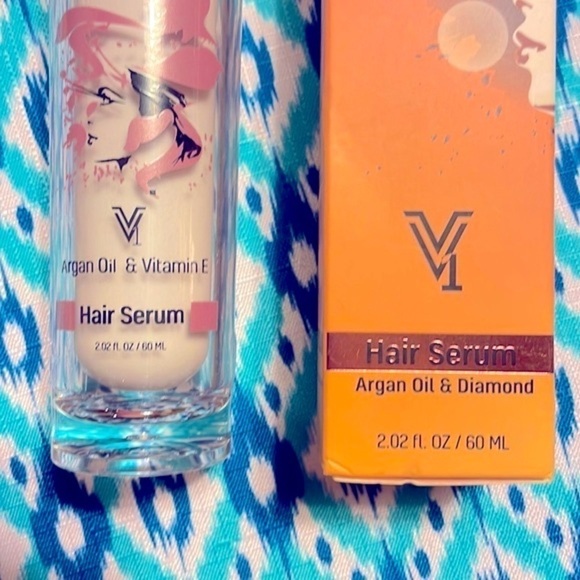 V1
Argan Oil & Vitamin E
Hair Serum
2.02 fl. OZ / 60 ML
V1
Hair Serum
Argan Oil & Diamond
2.02 fl. OZ / 60 ML